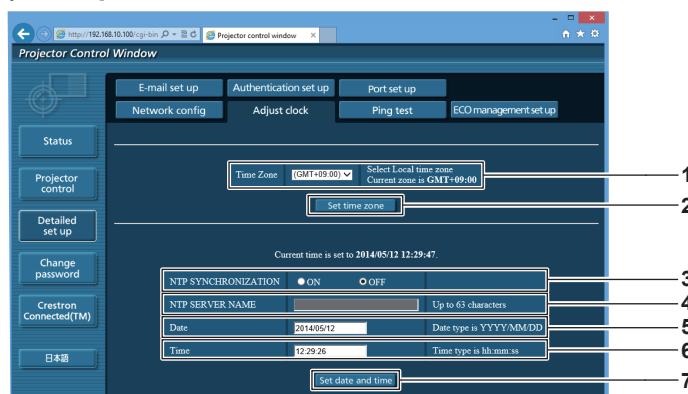 http://192.168.10.100/cgi-bin
Projector control window
Projector Control Window
E-mail set up
Authentication set up
Port set up
Network config
Adjust clock
Ping test
ECO management set up
Status
Projector control
Detailed set up
Change password
Crestron Connected(TM)
日本語
Time Zone (GMT+09:00) Select Local time zone
Current zone is GMT+09:00
1
Set time zone
2
Current time is set to 2014/05/12 12:29:47.
NTP SYNCHRONIZATION ON OFF
3
NTP SERVER NAME Up to 63 characters
4
Date 2014/05/12 Date type is YYYY/MM/DD
5
Time 12:29:26 Time type is hh:mm:ss
6
Set date and time
7